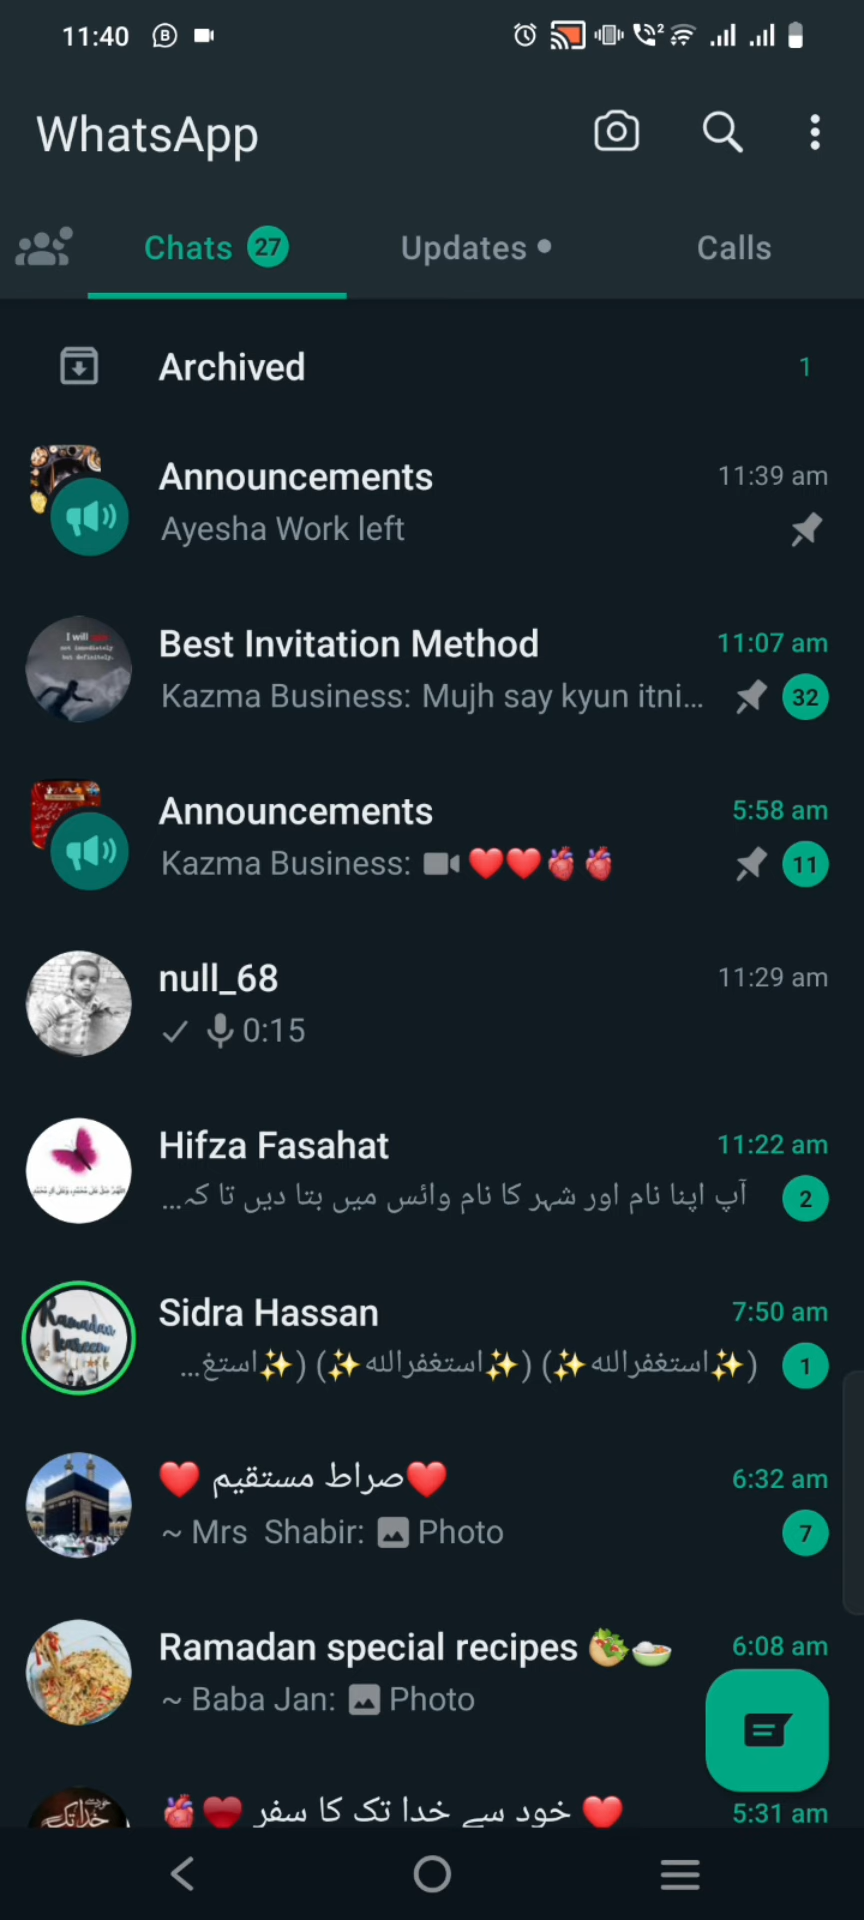 11:40
WhatsApp
Chats 27 Updates Calls
Archived 1
Announcements 11:39 am
Ayesha Work left
Best Invitation Method 11:07 am
Kazma Business: Mujh say kyun itni... 32
Announcements 5:58 am
Kazma Business: 🎥❤️❤️🫀🫀 11
null_68 11:29 am
0:15
Hifza Fasahat 11:22 am
آپ اپنا نام اور شہر کا نام وائس میں بتا دیں تا کہ... 2
Sidra Hassan 7:50 am
(✨استغفرالله✨) (✨استغفرالله✨) (✨استغ... 1
❤️صراط مستقیم ❤️ 6:32 am
~ Mrs Shabir: Photo 7
Ramadan special recipes 🥙🍚 6:08 am
~ Baba Jan: Photo
❤️ خود سے خدا تک کا سفر ❤️🫀 5:31 am